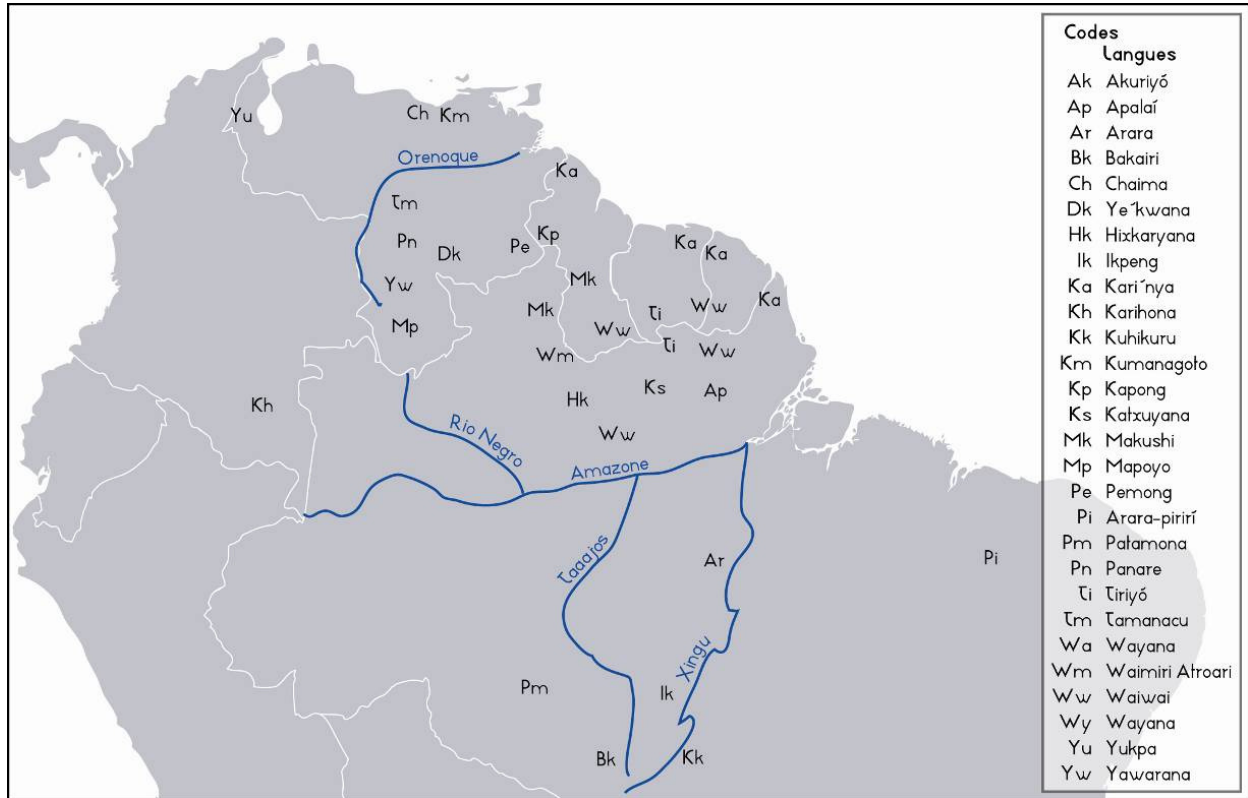 Yu
Ch Km
Orenoque
Ka
Tm
Pn
Dk
Pe
Kp
Ka
Ka
Yw
Mk
Mk
Ka
Mp
Ti
Ww
Ww
Wm
Ti
Ww
Hk
Ks
Ap
Kh
Ww
Rio Negro
Amazone
Taaajos
Ar
Pi
Xingu
Pm
Ik
Bk
Kk
Codes
Langues
Ak Akuriyó
Ap Apalaí
Ar Arara
Bk Bakairi
Ch Chaima
Dk Ye´kwana
Hk Hixkaryana
Ik Ikpeng
Ka Kari´nya
Kh Karihona
Kk Kuhikuru
Km Kumanagoto
Kp Kapong
Ks Katxuyana
Mk Makushi
Mp Mapoyo
Pe Pemong
Pi Arara-pirirí
Pm Patamona
Pn Panare
Ti Tiriyó
Tm Tamanacu
Wa Wayana
Wm Waimiri Atroari
Ww Waiwai
Wy Wayana
Yu Yukpa
Yw Yawarana